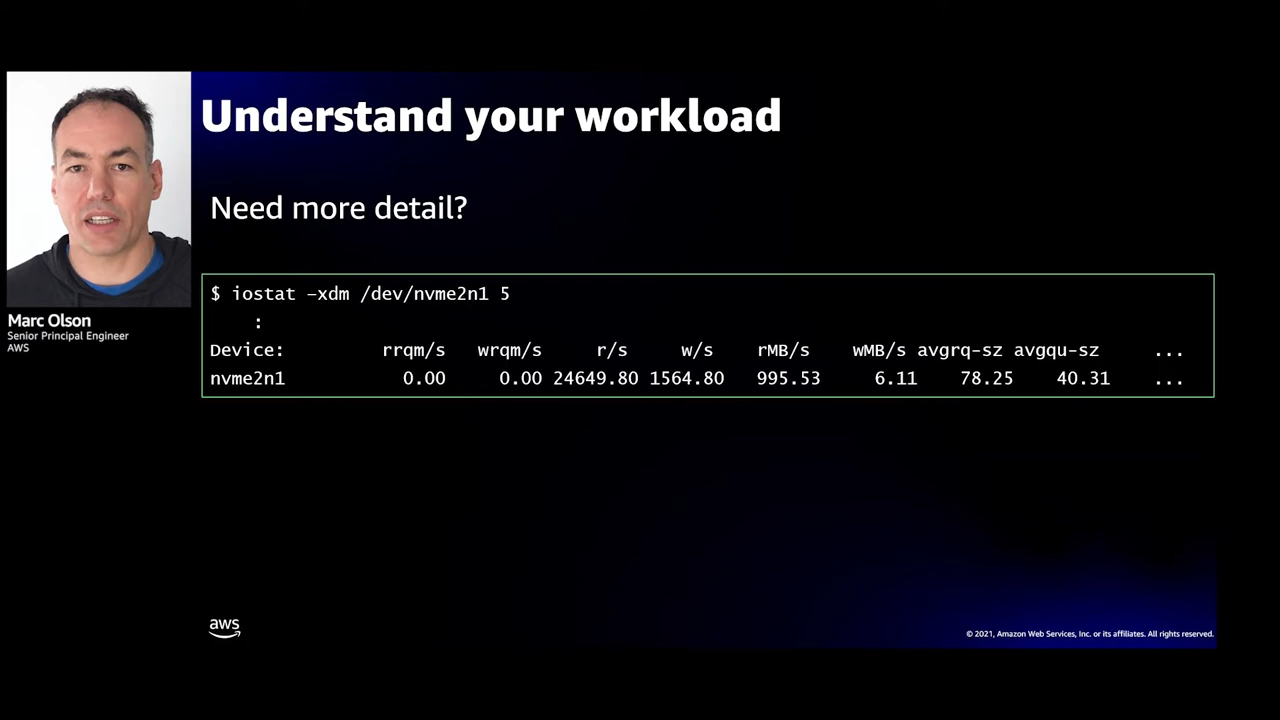 Understand your workload
Need more detail?
$ iostat –xdm /dev/nvme2n1 5
:
Device: rrqm/s wrqm/s r/s w/s rMB/s wMB/s avgrq-sz avgqu-sz ...
nvme2n1 0.00 0.00 24649.80 1564.80 995.53 6.11 78.25 40.31 ...
Marc Olson
Senior Principal Engineer
AWS
aws
© 2021, Amazon Web Services, Inc. or its affiliates. All rights reserved.